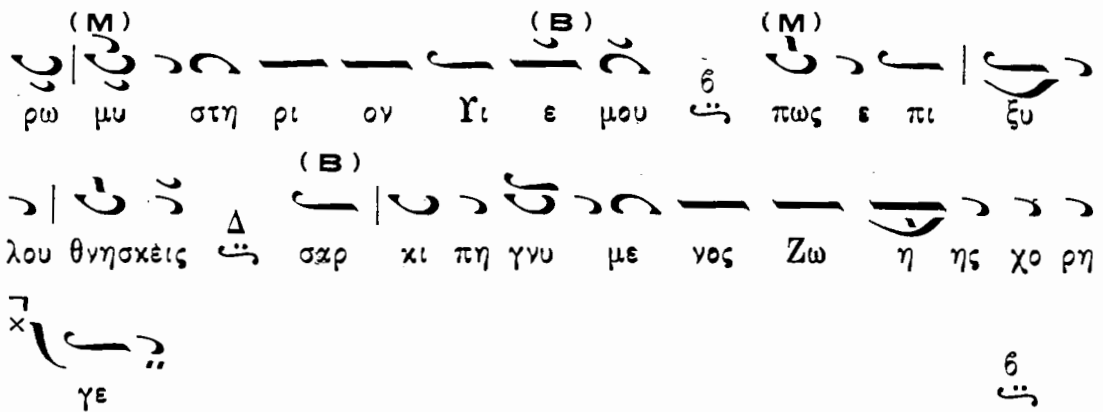 (M) (B) (M)
ρω μυ στη ρι ον Υι ε μου πως ε πι ξυ
(B)
λου θνησκεις Δ σαρ κι πη γνυ με νος Ζω η ης χο ρη
γε